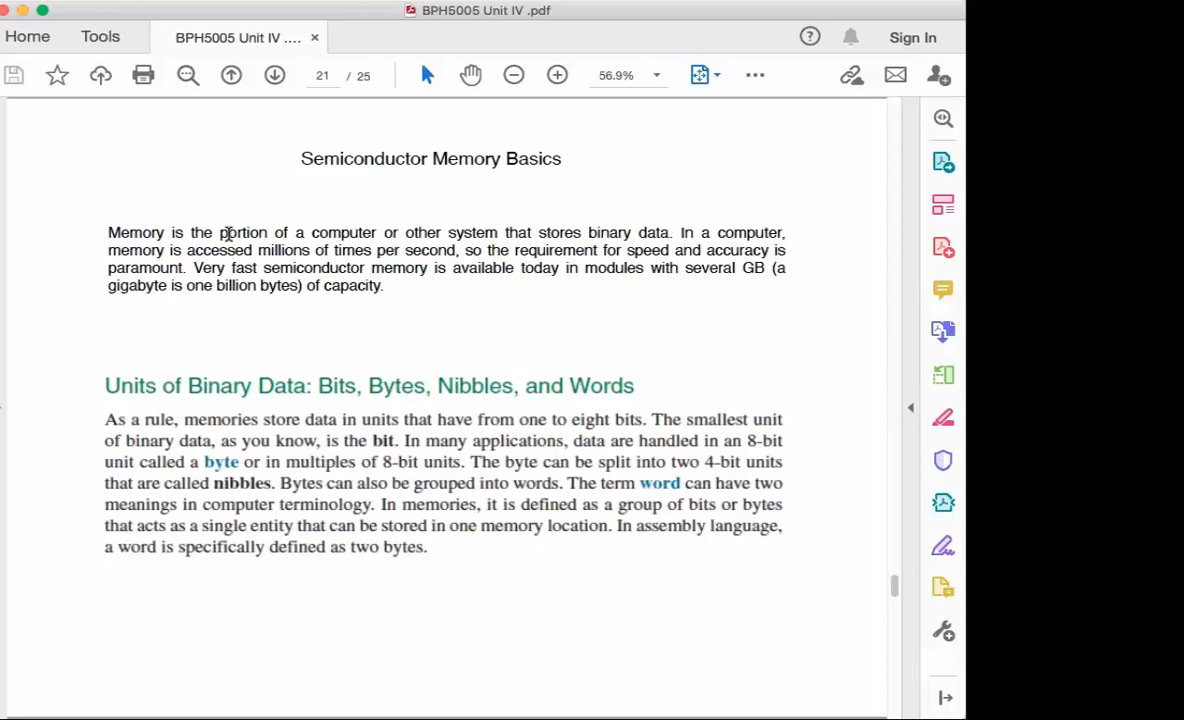 BPH5005 Unit IV .pdf
Home Tools BPH5005 Unit IV .... × Sign In
21 / 25 56.9%
Semiconductor Memory Basics
Memory is the portion of a computer or other system that stores binary data. In a computer,
memory is accessed millions of times per second, so the requirement for speed and accuracy is
paramount. Very fast semiconductor memory is available today in modules with several GB (a
gigabyte is one billion bytes) of capacity.
Units of Binary Data: Bits, Bytes, Nibbles, and Words
As a rule, memories store data in units that have from one to eight bits. The smallest unit
of binary data, as you know, is the bit. In many applications, data are handled in an 8-bit
unit called a byte or in multiples of 8-bit units. The byte can be split into two 4-bit units
that are called nibbles. Bytes can also be grouped into words. The term word can have two
meanings in computer terminology. In memories, it is defined as a group of bits or bytes
that acts as a single entity that can be stored in one memory location. In assembly language,
a word is specifically defined as two bytes.